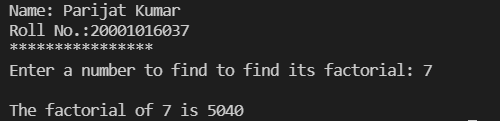 Name: Parijat Kumar
Roll No.:20001016037
****************
Enter a number to find to find its factorial: 7
The factorial of 7 is 5040